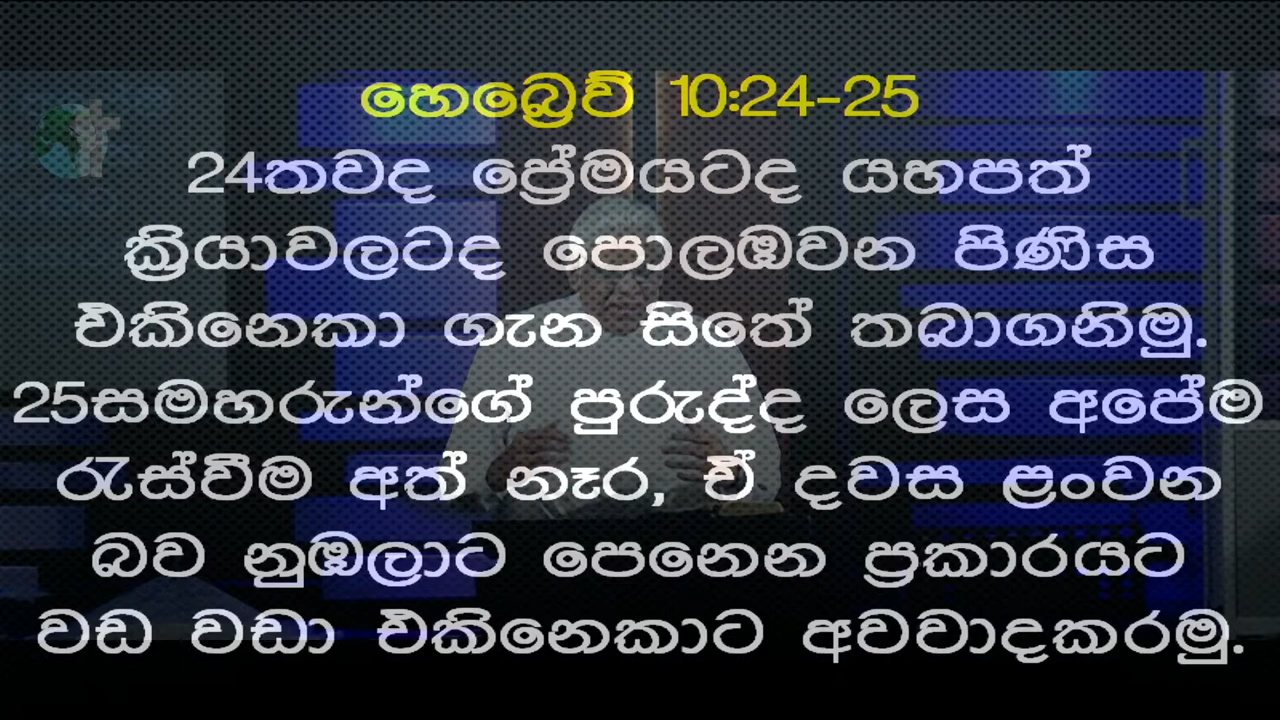 හෙබ්‍රෙව් 10:24-25
24තවද ප්‍රේමයටද යහපත්
ක්‍රියාවලටද පොලඹවන පිණිස
එකිනෙකා ගැන සිතේ තබාගනිමු.
25සමහරුන්ගේ පුරුද්ද ලෙස අපේම
රැස්වීම අත් නෑර, ඒ දවස ළංවන
බව නුඹලාට පෙනෙන ප්‍රකාරයට
වඩ වඩා එකිනෙකාට අවවාදකරමු.